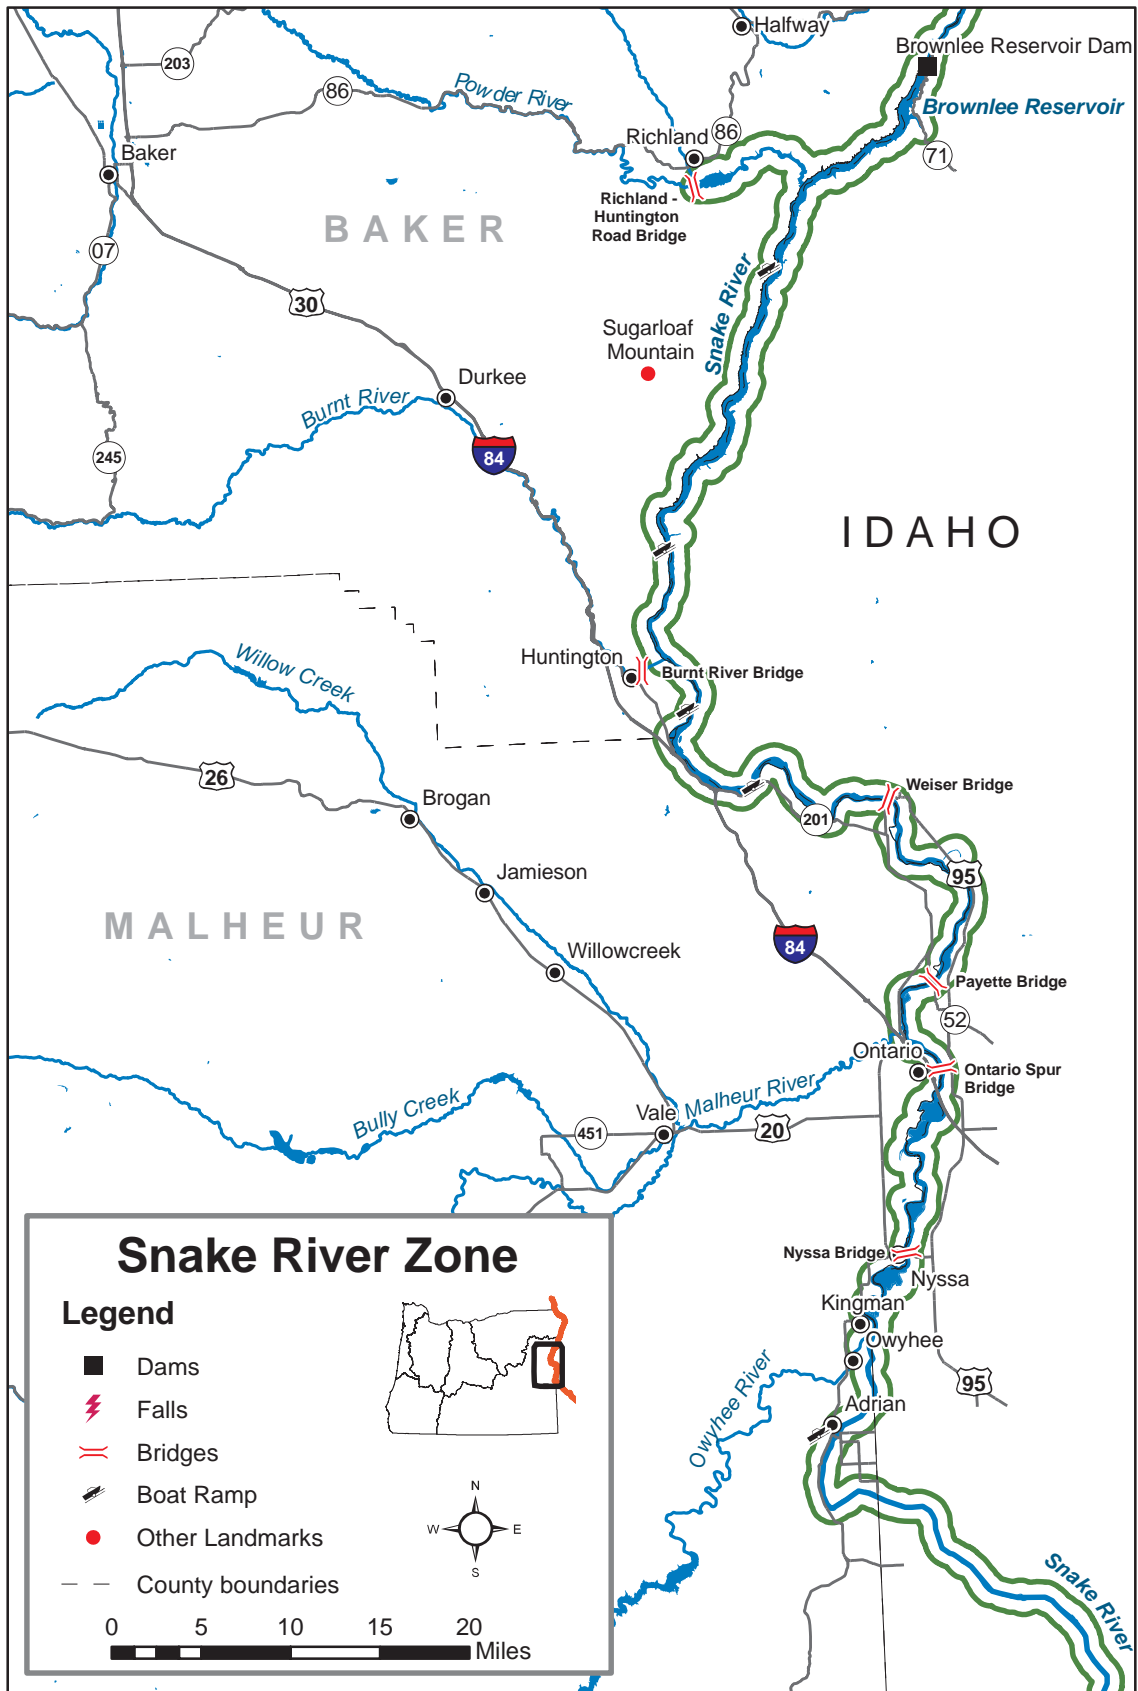 Halfway
Brownlee Reservoir Dam
203
86
Powder River
Brownlee Reservoir
Richland
86
Baker
71
Richland -
Huntington
Road Bridge
BAKER
07
30
Snake River
Sugarloaf
Mountain
Durkee
Burnt River
84
245
IDAHO
Huntington
Burnt River Bridge
Willow Creek
26
Weiser Bridge
Brogan
201
95
Jamieson
MALHEUR
84
Willowcreek
Payette Bridge
52
Ontario
Ontario Spur
Bridge
Malheur River
Bully Creek
Vale
451
20
Nyssa Bridge
Nyssa
Kingman
Owyhee
Owyhee River
95
Adrian
Snake River
Snake River Zone
Legend
Dams
Falls
Bridges
Boat Ramp
Other Landmarks
County boundaries
N
W E
S
0 5 10 15 20
Miles